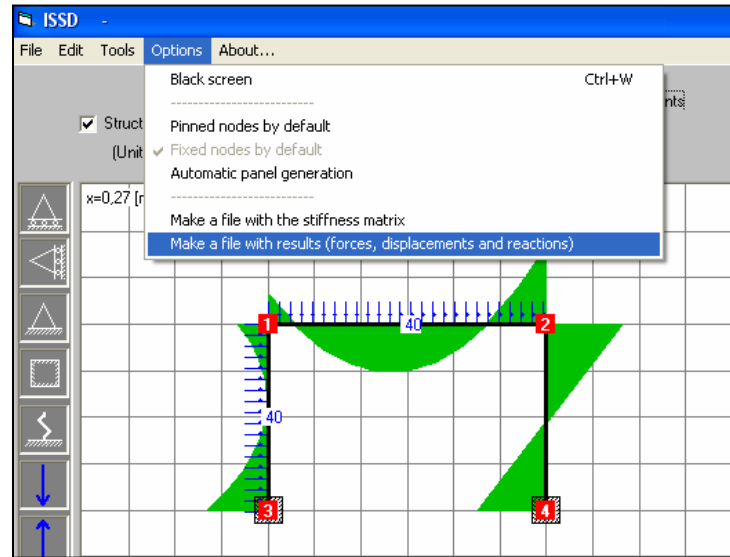 ISSD -
File Edit Tools Options About...
Black screen Ctrl+W
------------------------
Pinned nodes by default
Fixed nodes by default
Automatic panel generation
------------------------
Make a file with the stiffness matrix
Make a file with results (forces, displacements and reactions)
nts
Struct
(Unit
x=0,27 [r
1
40
2
40
3
4